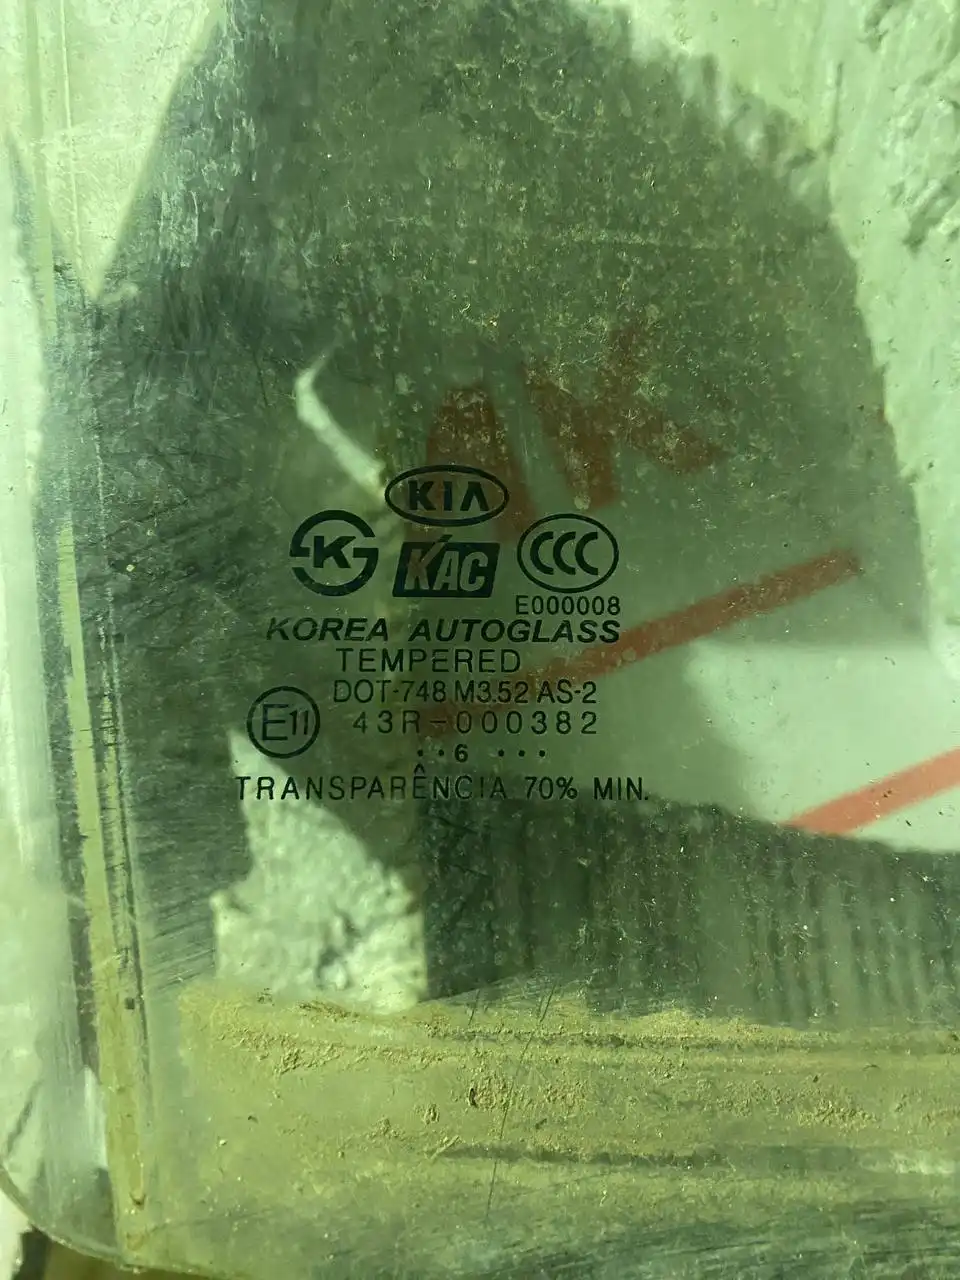 KIA
K
KAC
CCC
E000008
KOREA AUTOGLASS
TEMPERED
DOT-748 M3.52 AS-2
E11
43R-000382
··6 ···
TRANSPARÊNCIA 70% MIN.